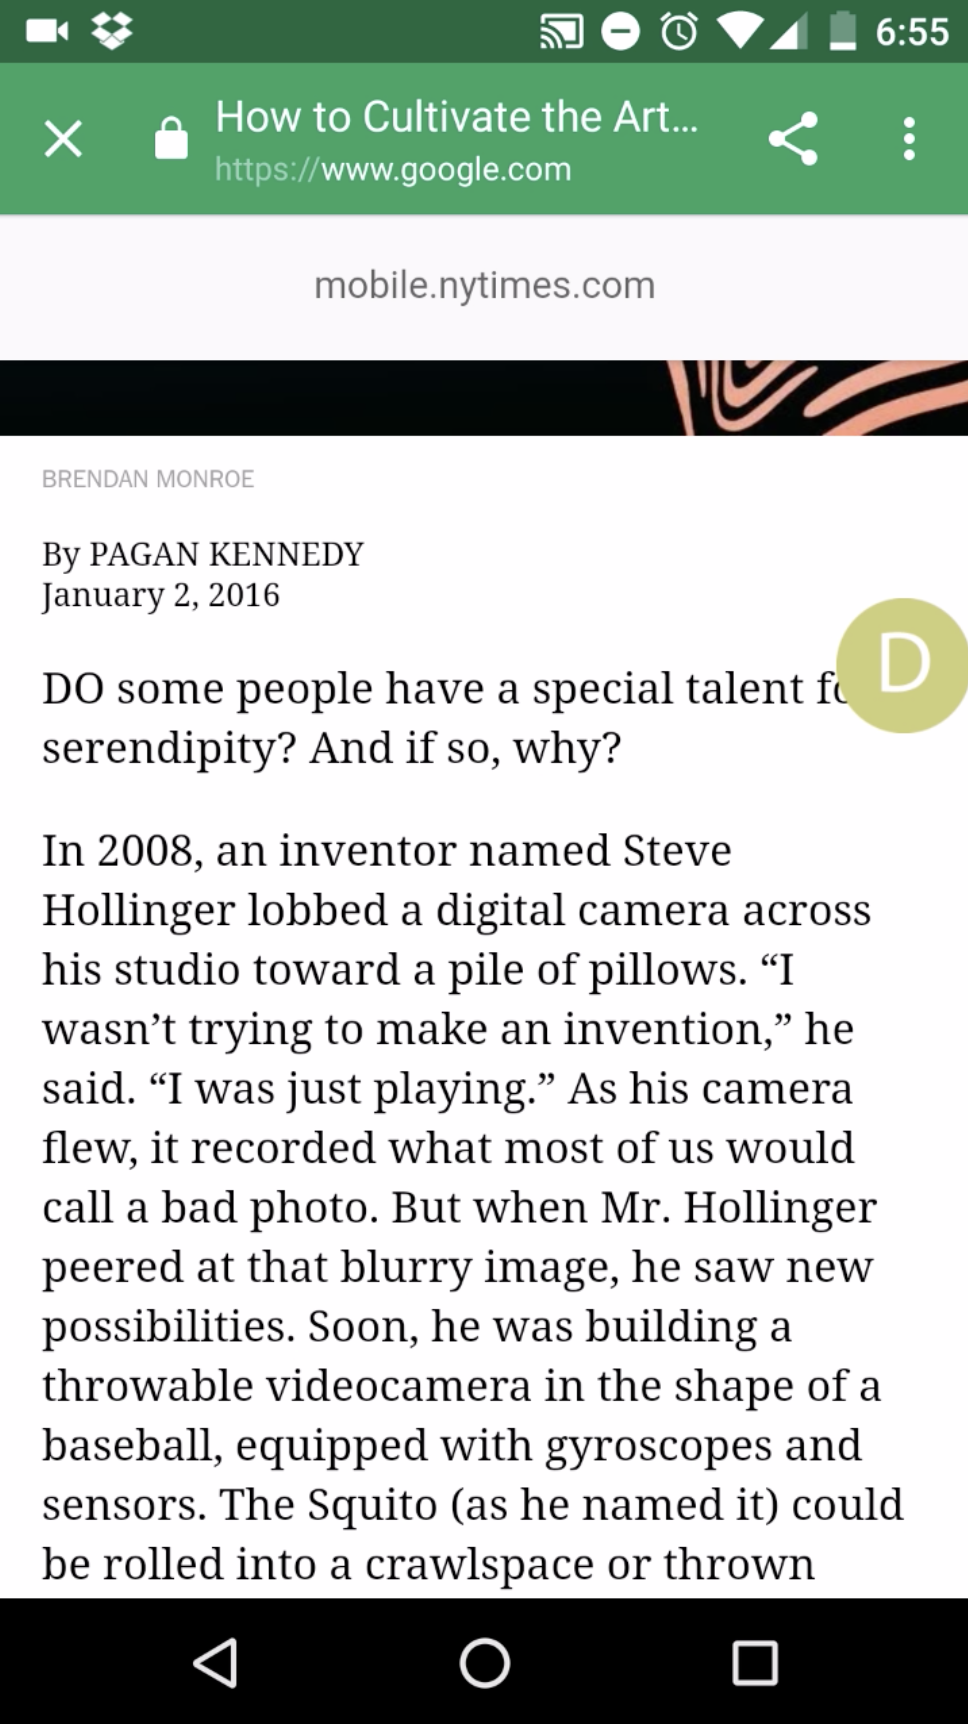 6:55
How to Cultivate the Art...
https://www.google.com
mobile.nytimes.com
BRENDAN MONROE
By PAGAN KENNEDY
January 2, 2016
D
DO some people have a special talent
serendipity? And if so, why?
In 2008, an inventor named Steve
Hollinger lobbed a digital camera across
his studio toward a pile of pillows. “I
wasn’t trying to make an invention,” he
said. “I was just playing.” As his camera
flew, it recorded what most of us would
call a bad photo. But when Mr. Hollinger
peered at that blurry image, he saw new
possibilities. Soon, he was building a
throwable videocamera in the shape of a
baseball, equipped with gyroscopes and
sensors. The Squito (as he named it) could
be rolled into a crawlspace or thrown